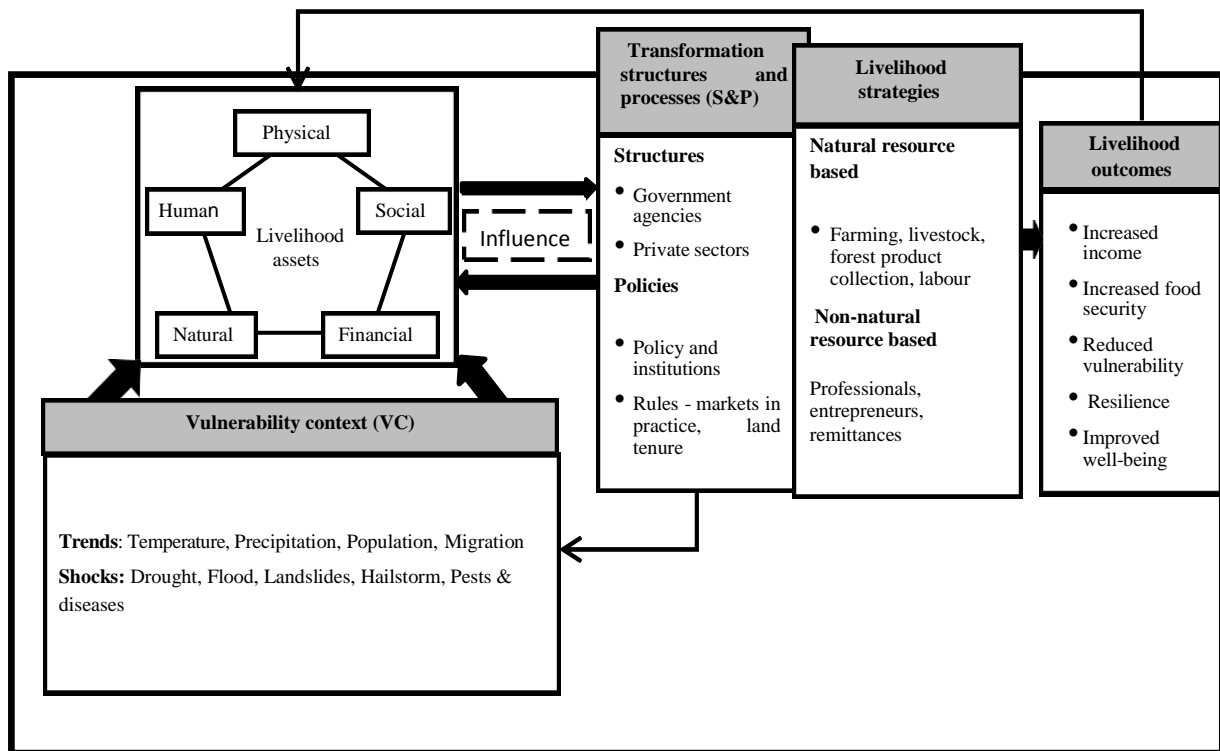 Physical
Human
Social
Livelihood
assets
Natural
Financial
Influence
Transformation
structures and
processes (S&P)
Structures
• Government
agencies
• Private sectors
Policies
• Policy and
institutions
• Rules - markets in
practice, land
tenure
Livelihood
strategies
Natural resource
based
• Farming, livestock,
forest product
collection, labour
Non-natural
resource based
Professionals,
entrepreneurs,
remittances
Livelihood
outcomes
• Increased
income
• Increased food
security
• Reduced
vulnerability
• Resilience
• Improved
well-being
Vulnerability context (VC)
Trends: Temperature, Precipitation, Population, Migration
Shocks: Drought, Flood, Landslides, Hailstorm, Pests &
diseases